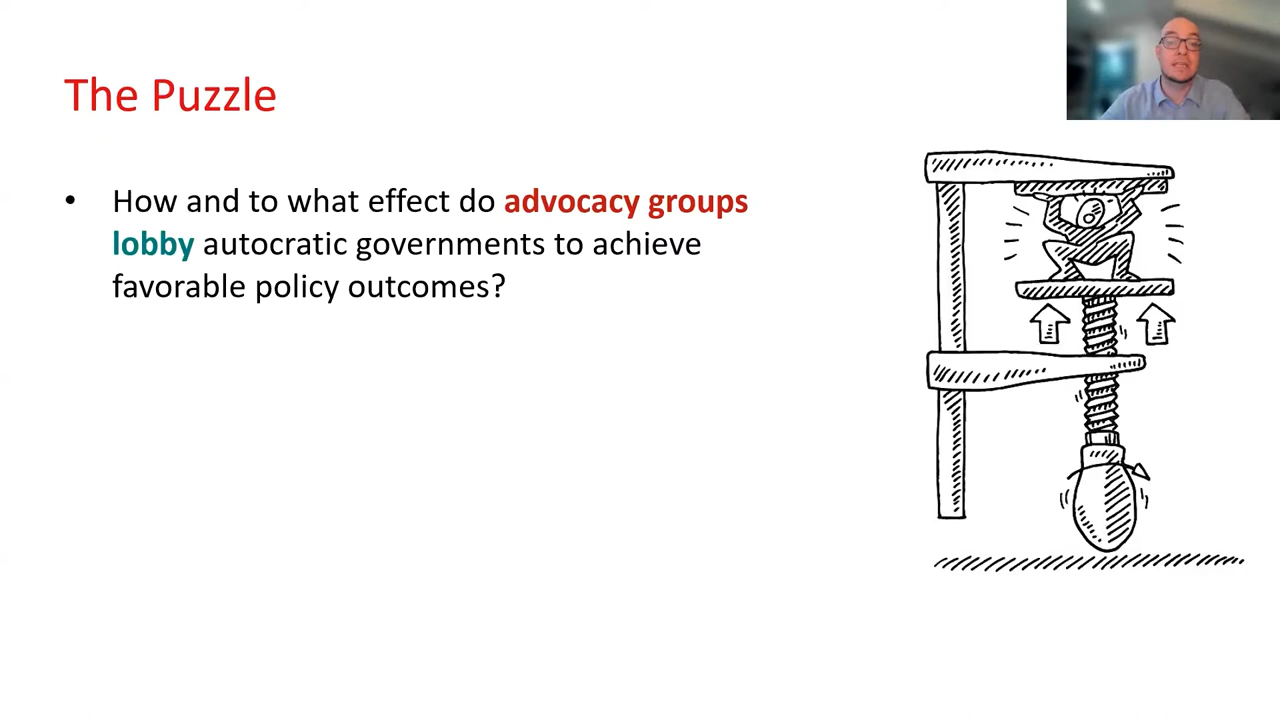 The Puzzle
• How and to what effect do advocacy groups
lobby autocratic governments to achieve
favorable policy outcomes?